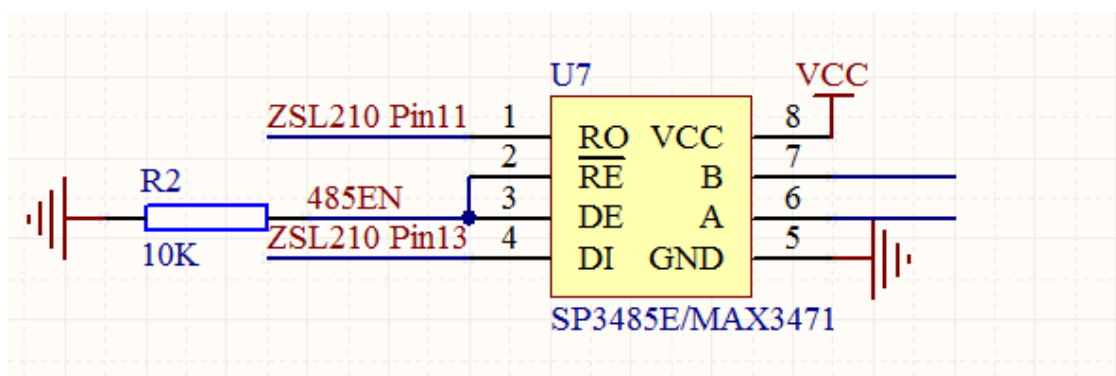 U7
VCC
ZSL210 Pin11
1
RO
VCC
8
2
RE
B
7
R2
485EN
3
DE
A
6
10K
ZSL210 Pin13
4
DI
GND
5
SP3485E/MAX3471